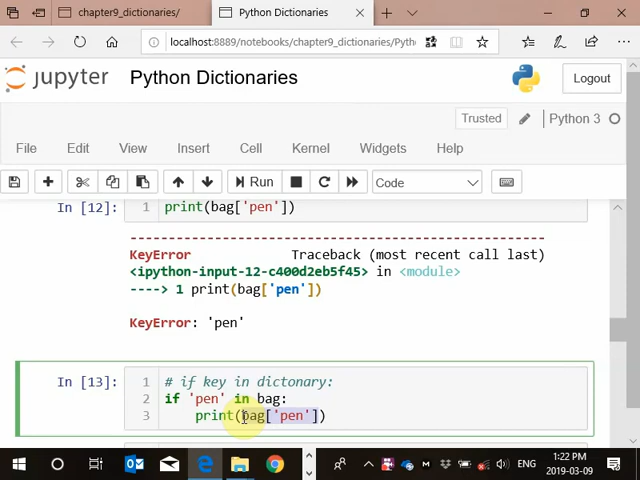 chapter9_dictionaries/
Python Dictionaries
localhost:8889/notebooks/chapter9_dictionaries/Pyth
jupyter Python Dictionaries
Logout
Trusted
Python 3
File Edit View Insert Cell Kernel Widgets Help
Run
Code
In [12]: 1 print(bag['pen'])
---------------------------------------------------------------------------
KeyError Traceback (most recent call last)
<ipython-input-12-c400d2eb5f45> in <module>
----> 1 print(bag['pen'])
KeyError: 'pen'
In [13]: 1 # if key in dictonary:
2 if 'pen' in bag:
3 print(bag['pen'])
ENG
1:22 PM
2019-03-09